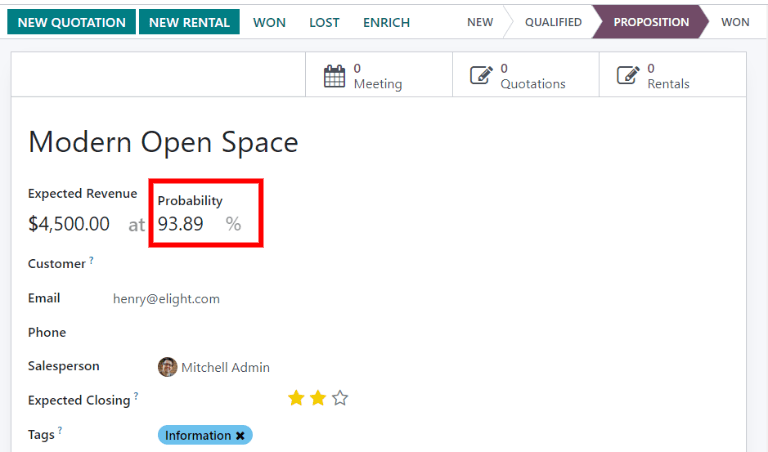 NEW QUOTATION NEW RENTAL WON LOST ENRICH NEW QUALIFIED PROPOSITION WON
0 Meeting
0 Quotations
0 Rentals
Modern Open Space
Expected Revenue Probability
$4,500.00 at 93.89 %
Customer ?
Email henry@elight.com
Phone
Salesperson Mitchell Admin
Expected Closing ?
Tags ? Information ✖